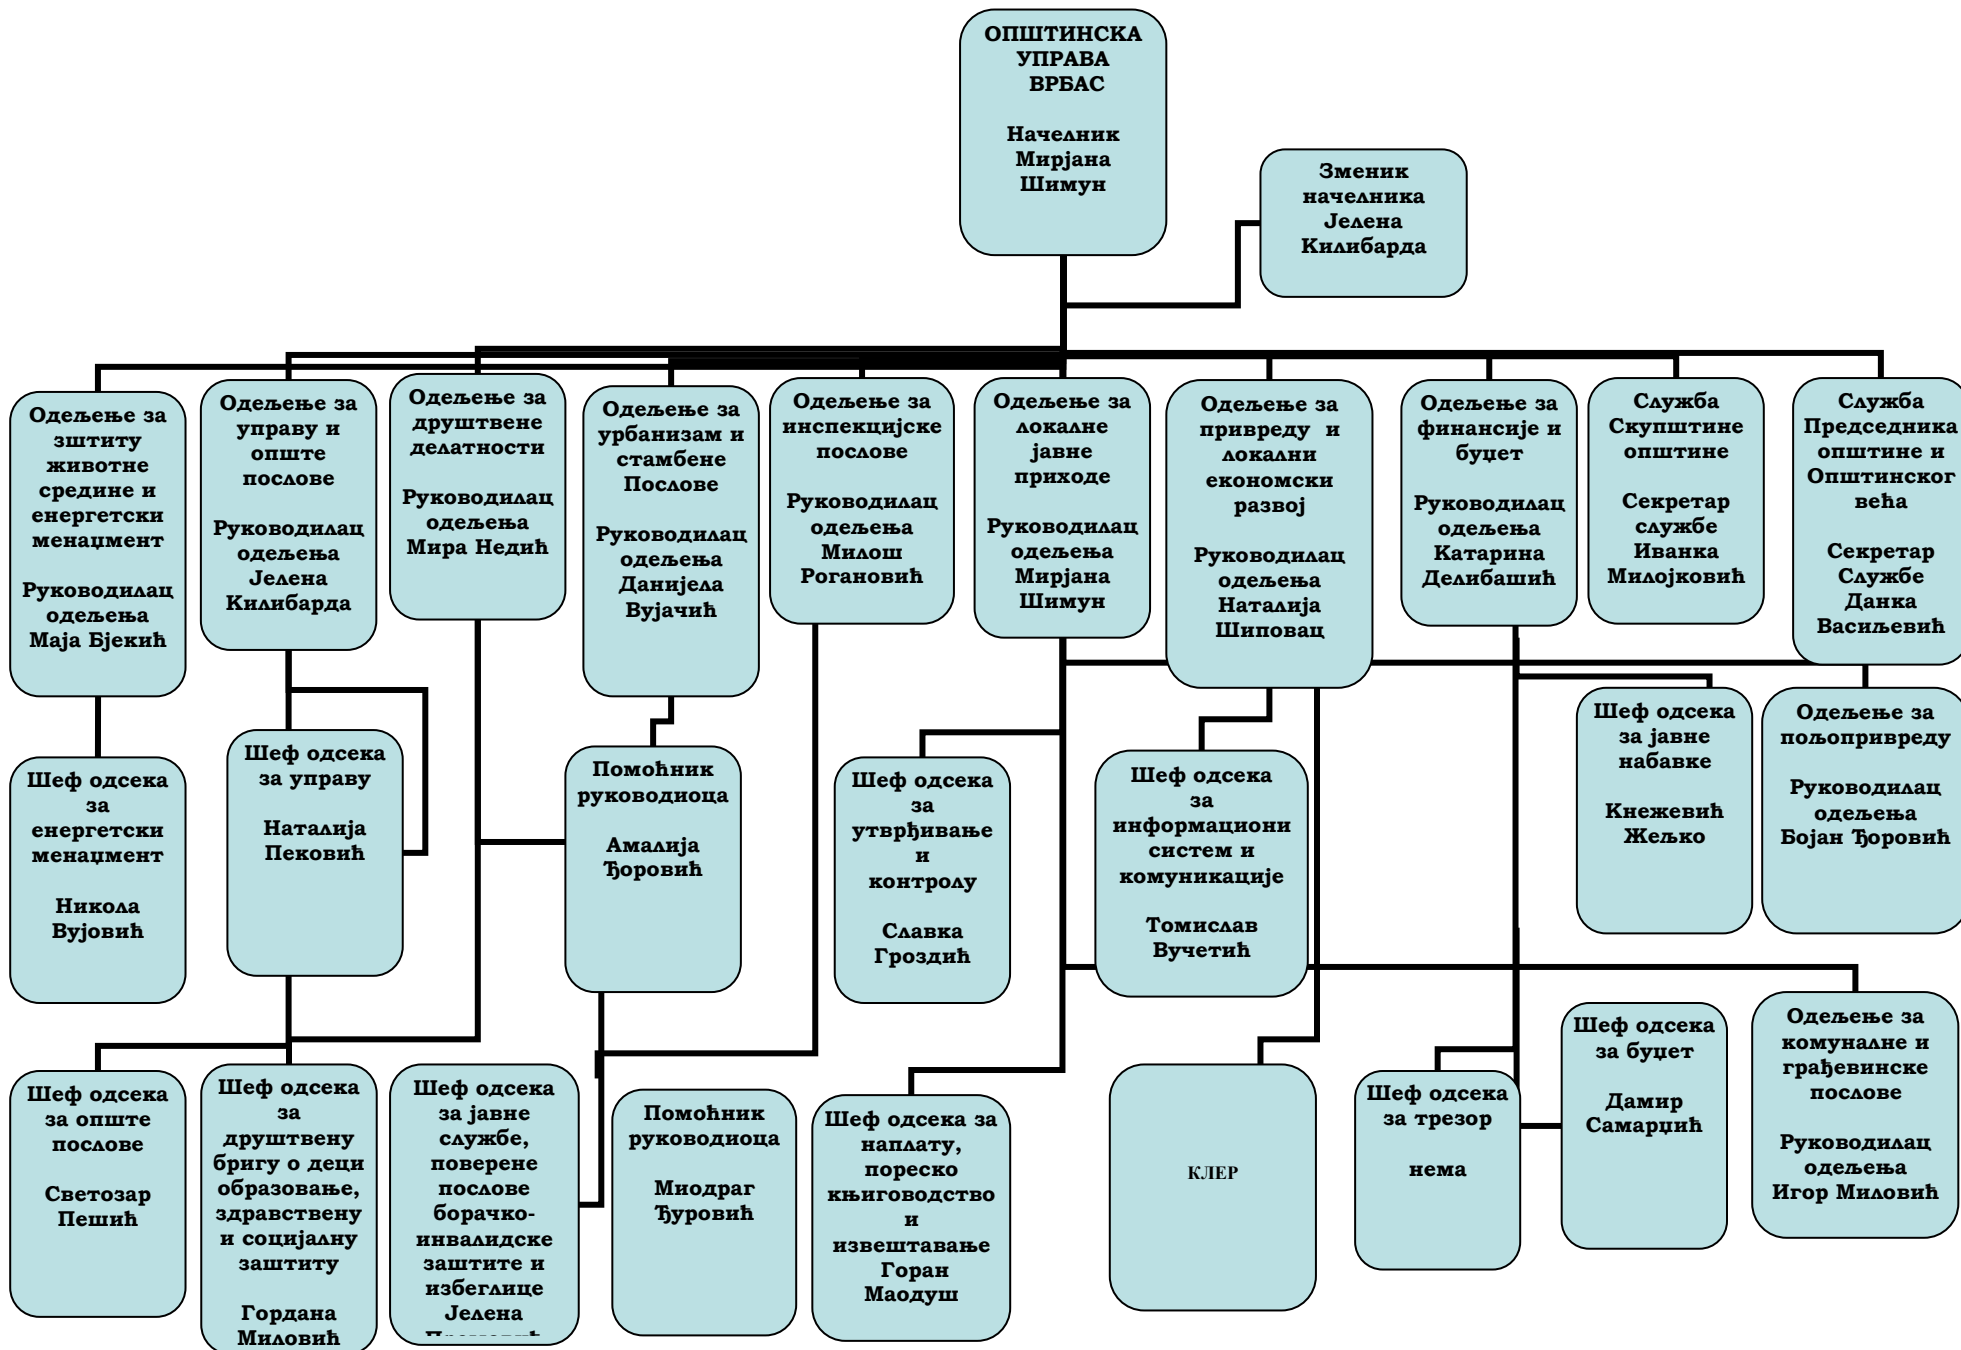 ОПШТИНСКА
УПРАВА
ВРБАС
Начелник
Мирјана
Шимун
Зменик
начелника
Јелена
Килибарда
Одељење за
зштиту
животне
средине и
енергетски
менаџмент
Руководилац
одељења
Маја Бјекић
Одељење за
управу и
опште
послове
Руководилац
одељења
Јелена
Килибарда
Одељење за
друштвене
делатности
Руководилац
одељења
Мира Недић
Одељење за
урбанизам и
стамбене
Послове
Руководилац
одељења
Данијела
Вујачић
Одељење за
инспекцијске
послове
Руководилац
одељења
Милош
Рогановић
Одељење за
локалне
јавне
приходе
Руководилац
одељења
Мирјана
Шимун
Одељење за
привреду и
локални
економски
развој
Руководилац
одељења
Наталија
Шиповац
Одељење за
финансије и
буџет
Руководилац
одељења
Катарина
Делибашић
Служба
Скупштине
општине
Секретар
службе
Иванка
Милојковић
Служба
Председника
општине и
Општинског
већа
Секретар
Службе
Данка
Васиљевић
Шеф одсека
за
енергетски
менаџмент
Никола
Вујовић
Шеф одсека
за управу
Наталија
Пековић
Помоћник
руководиоца
Амалија
Ђоровић
Шеф одсека
за
утврђивање
и
контролу
Славка
Гроздић
Шеф одсека
за
информациони
систем и
комуникације
Томислав
Вучетић
Шеф одсека
за јавне
набавке
Кнежевић
Жељко
Одељење за
пољопривреду
Руководилац
одељења
Бојан Ђоровић
Шеф одсека
за опште
послове
Светозар
Пешић
Шеф одсека
за
друштвену
бригу о деци
образовање,
здравствену
и социјалну
заштиту
Гордана
Миловић
Шеф одсека
за јавне
службе,
поверене
послове
борачко-
инвалидске
заштите и
избеглице
Јелена
Помоћник
руководиоца
Миодраг
Ђуровић
Шеф одсека за
наплату,
пореско
књиговодство
и
извештавање
Горан
Маодуш
КЛЕР
Шеф одсека
за трезор
нема
Шеф одсека
за буџет
Дамир
Самарџић
Одељење за
комуналне и
грађевинске
послове
Руководилац
одељења
Игор Миловић